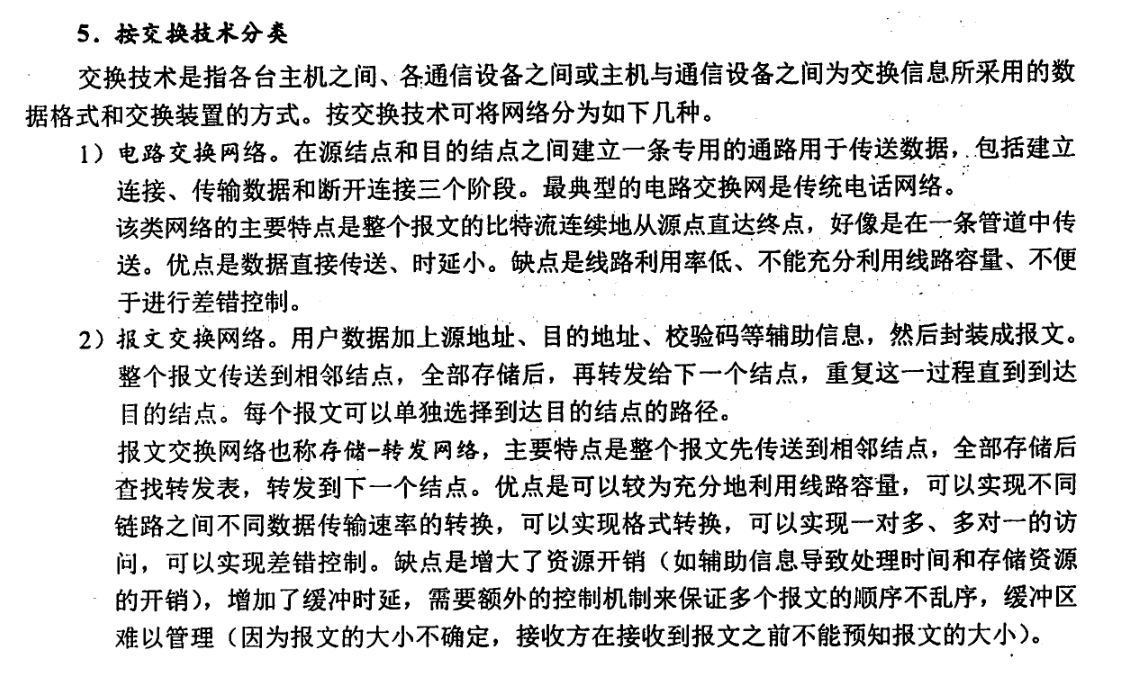 5．按交换技术分类
交换技术是指各台主机之间、各通信设备之间或主机与通信设备之间为交换信息所采用的数
据格式和交换装置的方式。按交换技术可将网络分为如下几种。
1）电路交换网络。在源结点和目的结点之间建立一条专用的通路用于传送数据，包括建立
连接、传输数据和断开连接三个阶段。最典型的电路交换网是传统电话网络。
该类网络的主要特点是整个报文的比特流连续地从源点直达终点，好像是在一条管道中传
送。优点是数据直接传送、时延小。缺点是线路利用率低、不能充分利用线路容量、不便
于进行差错控制。
2）报文交换网络。用户数据加上源地址、目的地址、校验码等辅助信息，然后封装成报文。
整个报文传送到相邻结点，全部存储后，再转发给下一个结点，重复这一过程直到到达
目的结点。每个报文可以单独选择到达目的结点的路径。
报文交换网络也称存储-转发网络，主要特点是整个报文先传送到相邻结点，全部存储后
查找转发表，转发到下一个结点。优点是可以较为充分地利用线路容量，可以实现不同
链路之间不同数据传输速率的转换，可以实现格式转换，可以实现一对多、多对一的访
问，可以实现差错控制。缺点是增大了资源开销（如辅助信息导致处理时间和存储资源
的开销），增加了缓冲时延，需要额外的控制机制来保证多个报文的顺序不乱序，缓冲区
难以管理（因为报文的大小不确定，接收方在接收到报文之前不能预知报文的大小）。